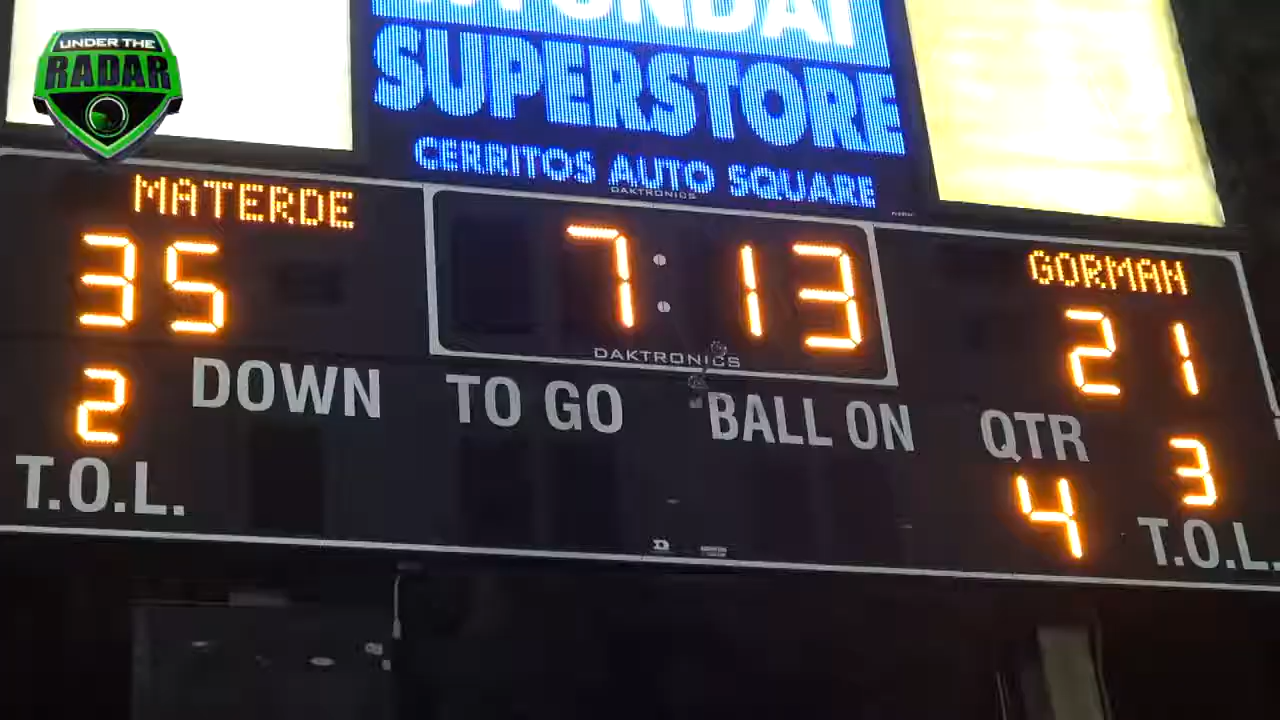 UNDER THE
RADAR
HYUNDAI
SUPERSTORE
CERRITOS AUTO SQUARE
DAKTRONICS
MATERDE
35
7:13
GORMAN
21
DAKTRONICS
2
DOWN
TO GO
BALL ON
QTR
3
T.O.L.
4
T.O.L.